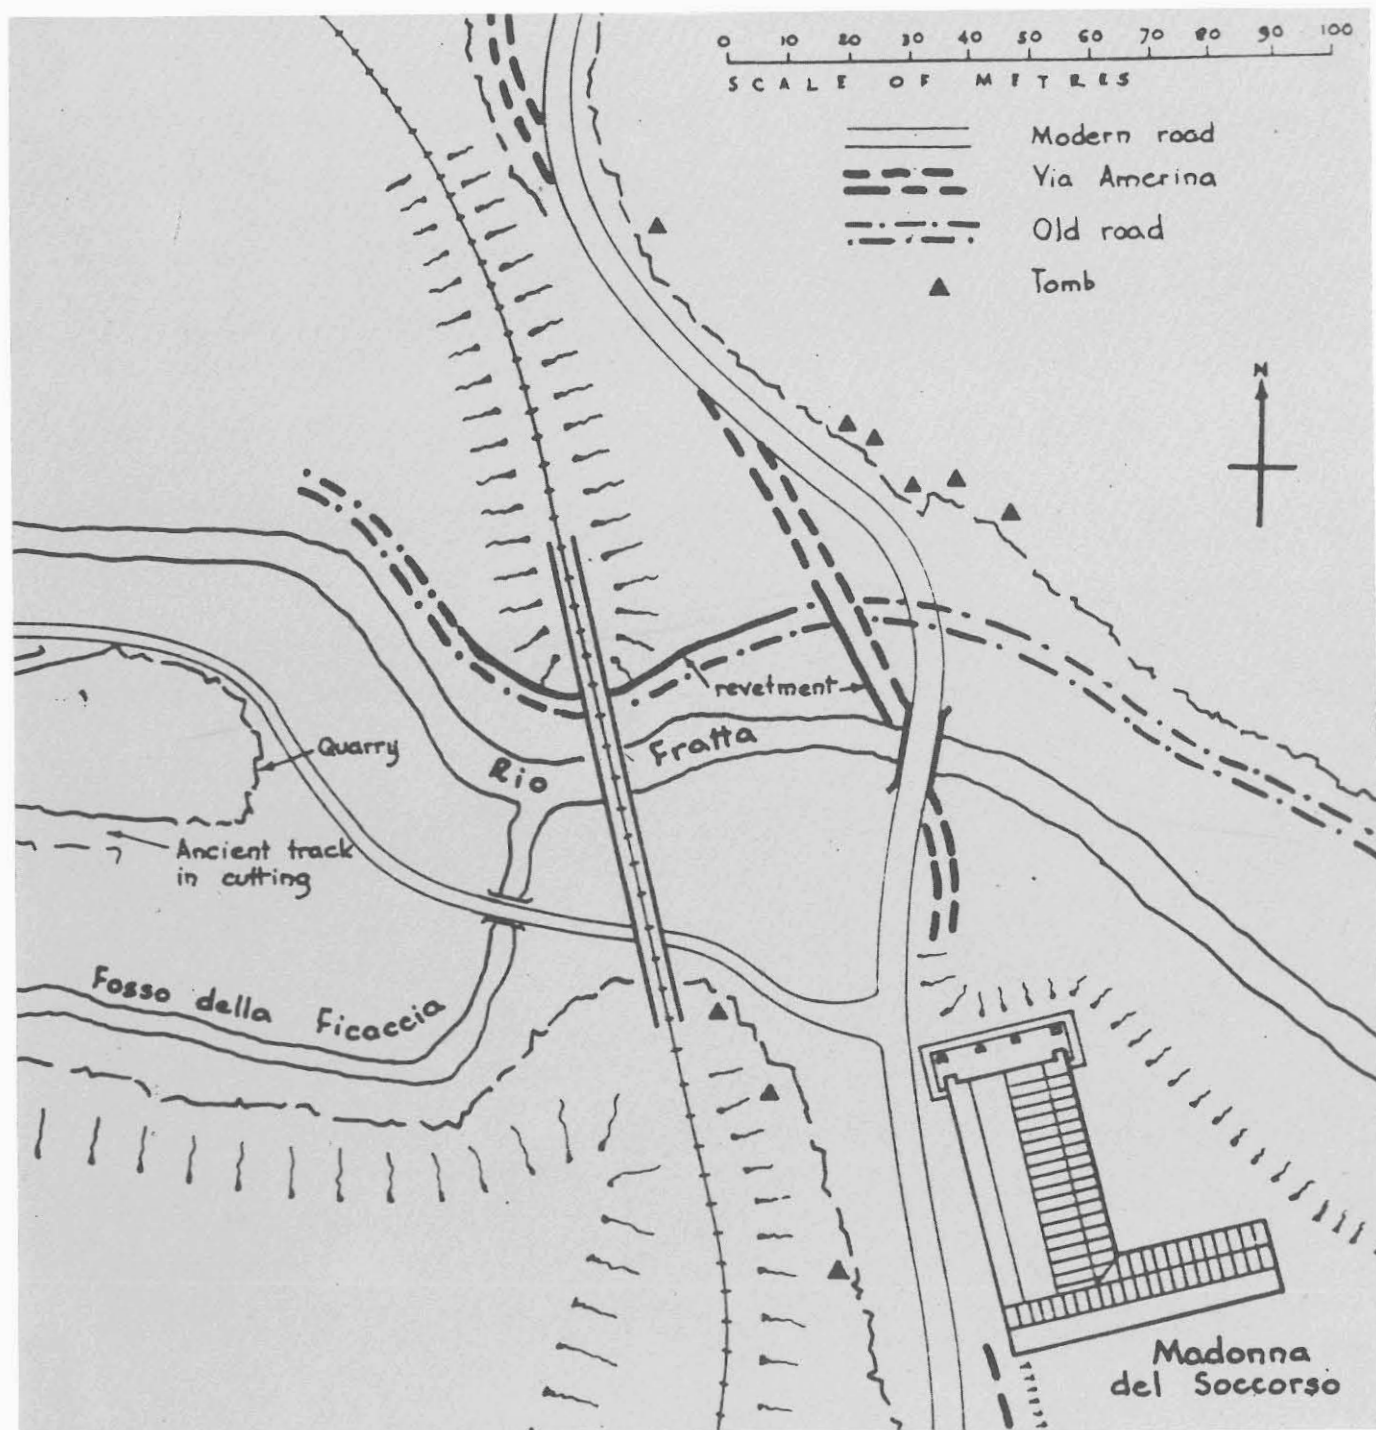 0 10 20 30 40 50 60 70 80 90 100
SCALE OF METRES
Modern road
Via Amerina
Old road
Tomb
N
revetment
Quarry
Rio Fratta
Ancient track
in cutting
Fosso della Ficaccia
Madonna
del Soccorso